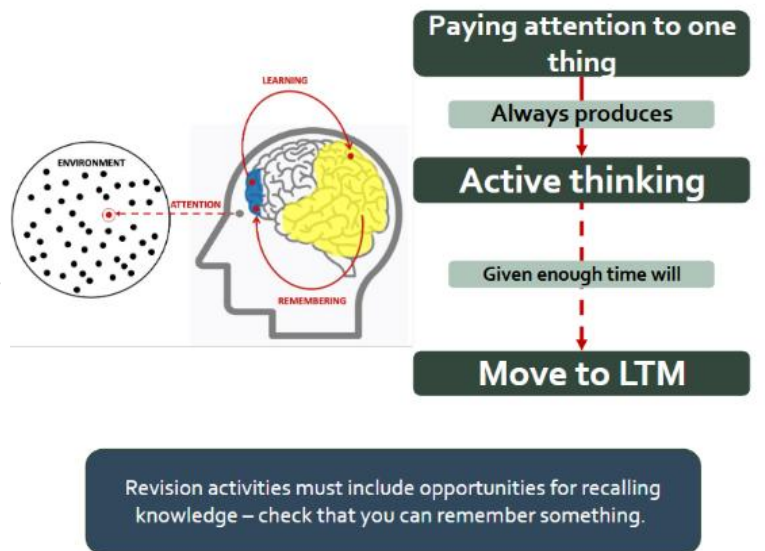 Paying attention to one
thing
Always produces
Active thinking
Given enough time will
Move to LTM
LEARNING
ENVIRONMENT
ATTENTION
REMEMBERING
Revision activities must include opportunities for recalling
knowledge – check that you can remember something.